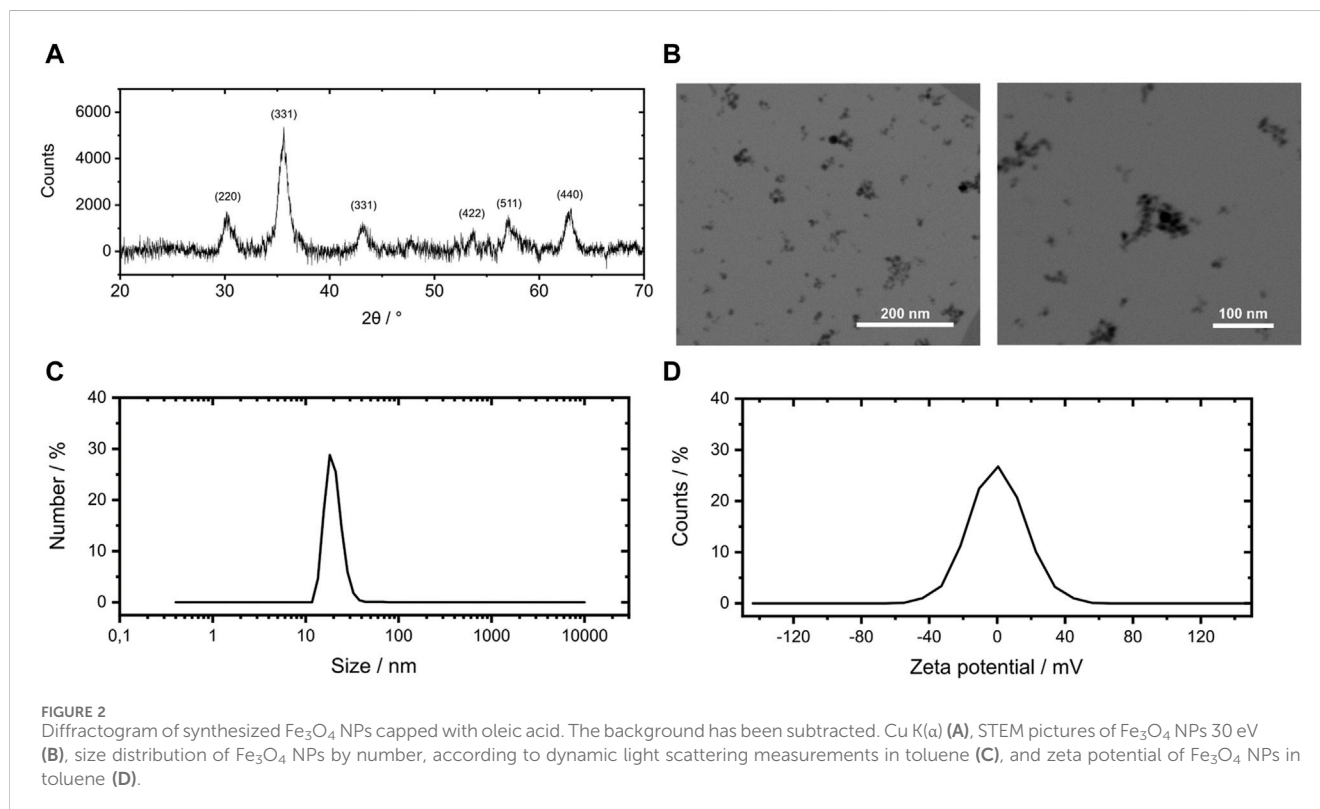 A
B
6000
4000
2000
0
Counts
(220)
(331)
(331)
(422)
(511)
(440)
20
30
40
50
60
70
2θ / °
200 nm
100 nm
C
D
40
30
20
10
0
Number / %
0,1
1
10
100
1000
10000
Size / nm
40
30
20
10
0
Counts / %
-120
-80
-40
0
40
80
120
Zeta potential / mV
FIGURE 2
Diffractogram of synthesized Fe₃O₄ NPs capped with oleic acid. The background has been subtracted. Cu K(α) (A), STEM pictures of Fe₃O₄ NPs 30 eV
(B), size distribution of Fe₃O₄ NPs by number, according to dynamic light scattering measurements in toluene (C), and zeta potential of Fe₃O₄ NPs in
toluene (D).